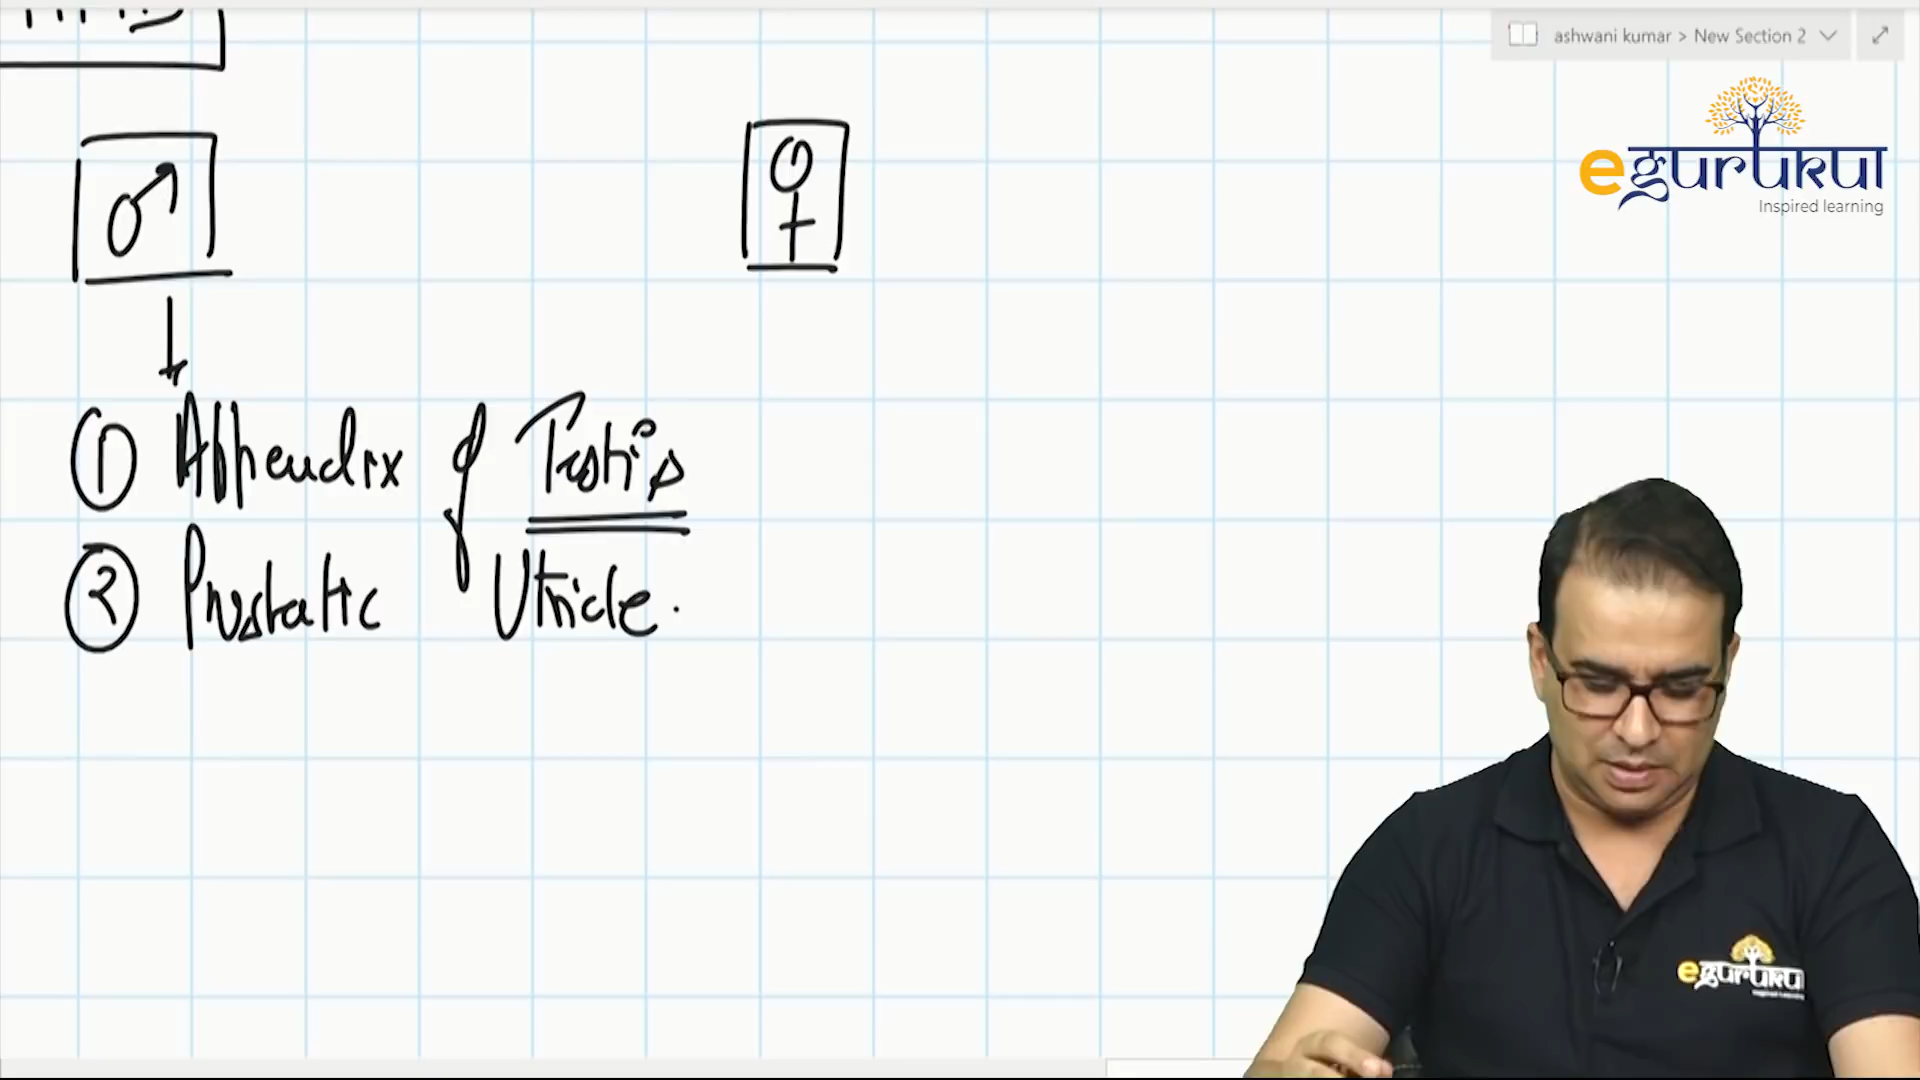 ashwani kumar > New Section 2
egurukul
Inspired learning
♂
♀
① Appendix of Testis
② Prostatic Utricle.
egurukul